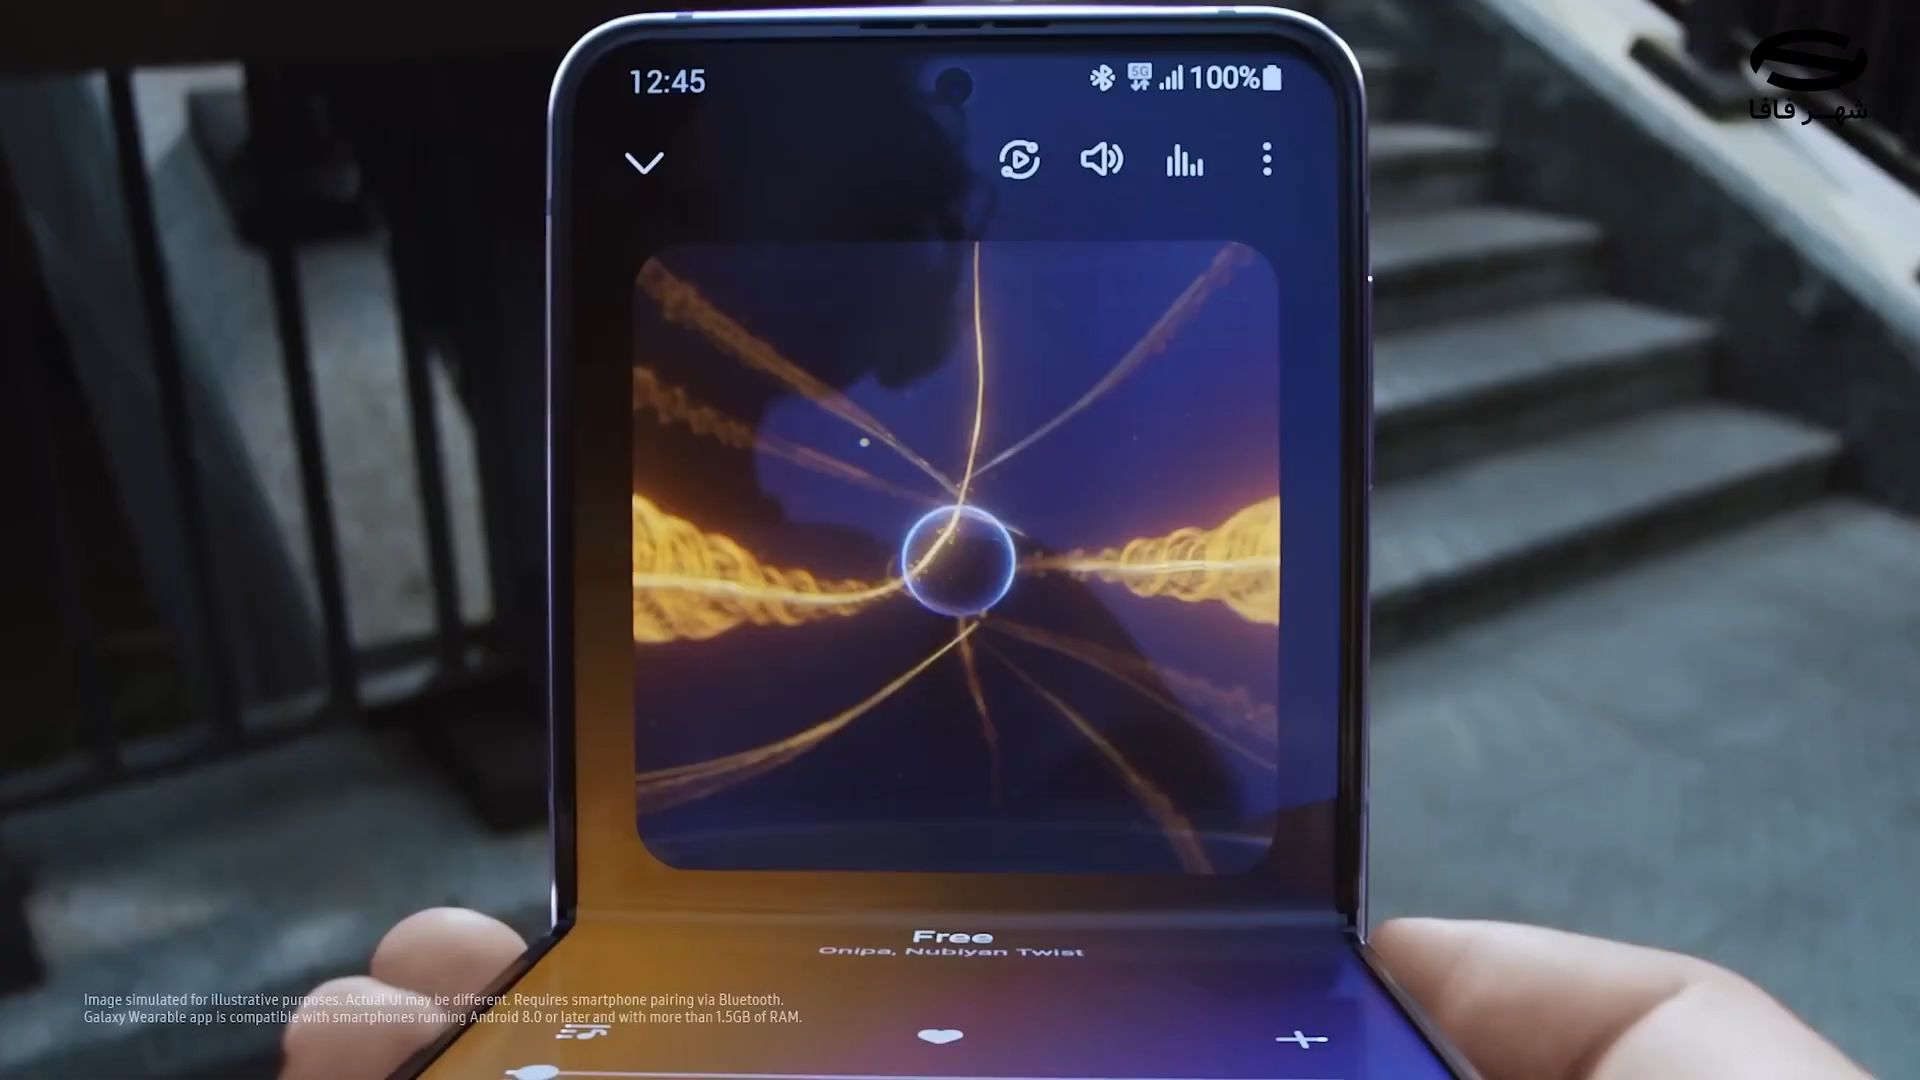 12:45
5G
100%
شهر فافا
Free
Onipa, Nubiyan Twist
Image simulated for illustrative purposes. Actual UI may be different. Requires smartphone pairing via Bluetooth.
Galaxy Wearable app is compatible with smartphones running Android 8.0 or later and with more than 1.5GB of RAM.